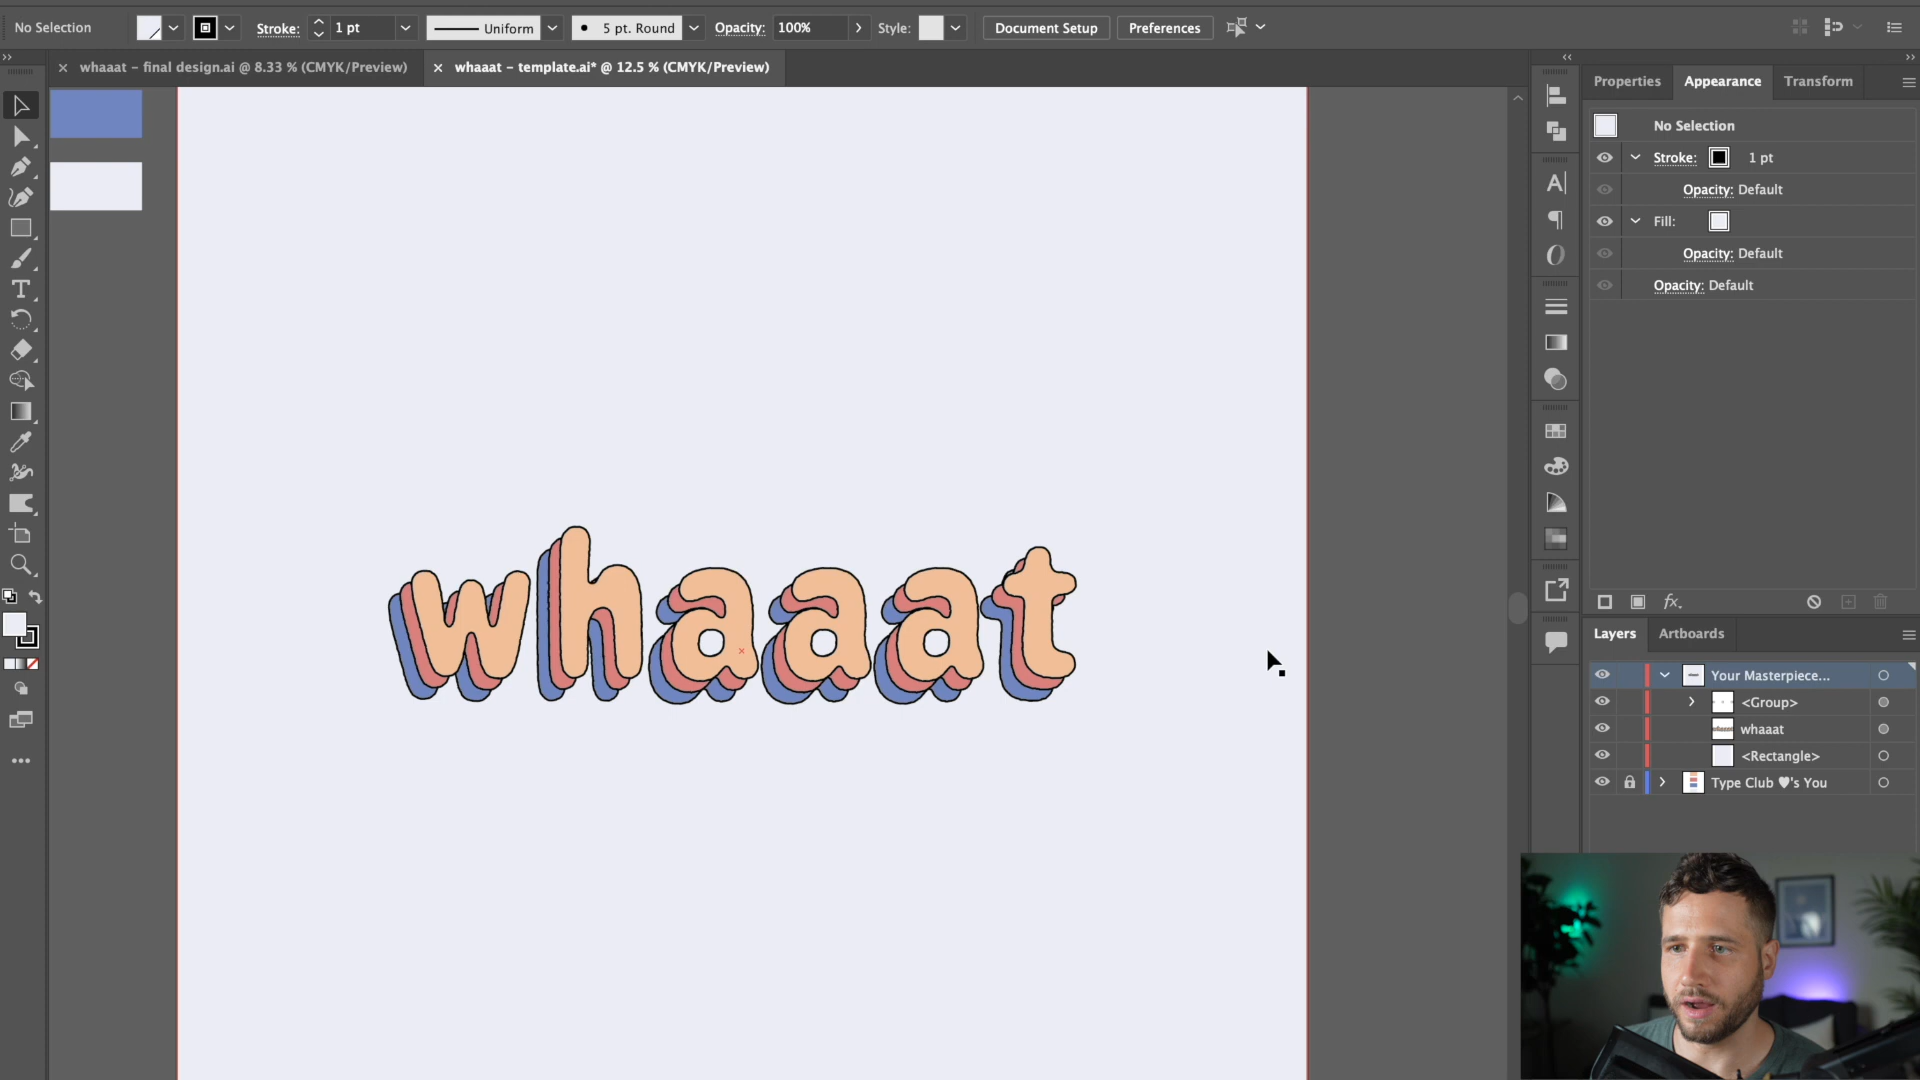 No Selection
Stroke:
1 pt
Uniform
5 pt. Round
Opacity:
100%
Style:
Document Setup
Preferences
whaaat – final design.ai @ 8.33 % (CMYK/Preview)
whaaat – template.ai* @ 12.5 % (CMYK/Preview)
Properties
Appearance
Transform
No Selection
Stroke:
1 pt
Opacity: Default
Fill:
Opacity: Default
Opacity: Default
whaaat
fx
Layers
Artboards
Your Masterpiece...
<Group>
whaaat
<Rectangle>
Type Club ♥'s You